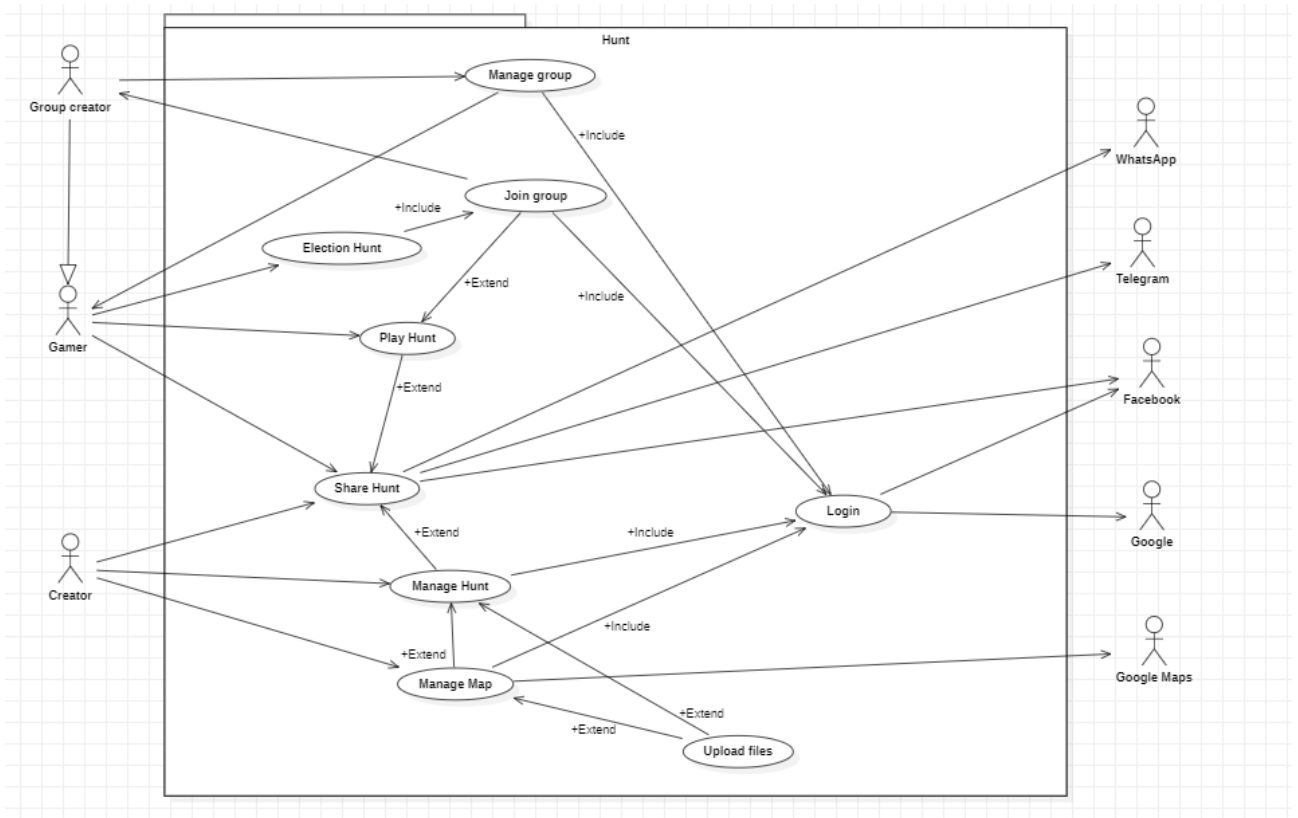 Hunt
Manage group
Group creator
+Include
WhatsApp
Join group
+Include
Election Hunt
Telegram
+Extend
+Include
Play Hunt
Gamer
+Extend
Facebook
Share Hunt
Login
+Extend
+Include
Google
Manage Hunt
Creator
+Include
+Extend
Manage Map
Google Maps
+Extend
+Extend
Upload files